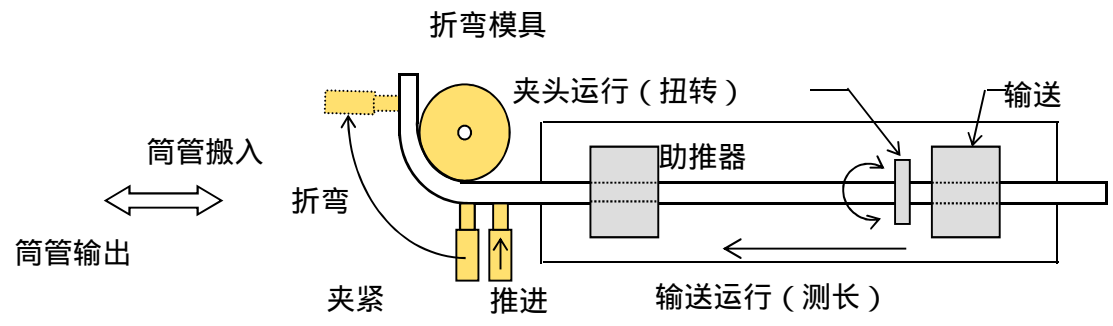 折弯模具
夹头运行（扭转）
输送
筒管搬入
助推器
折弯
筒管输出
夹紧
推进
输送运行（测长）